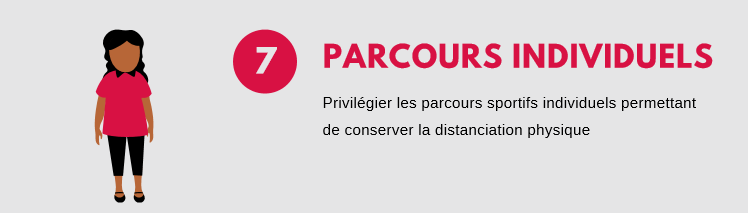 7
PARCOURS INDIVIDUELS
Privilégier les parcours sportifs individuels permettant
de conserver la distanciation physique